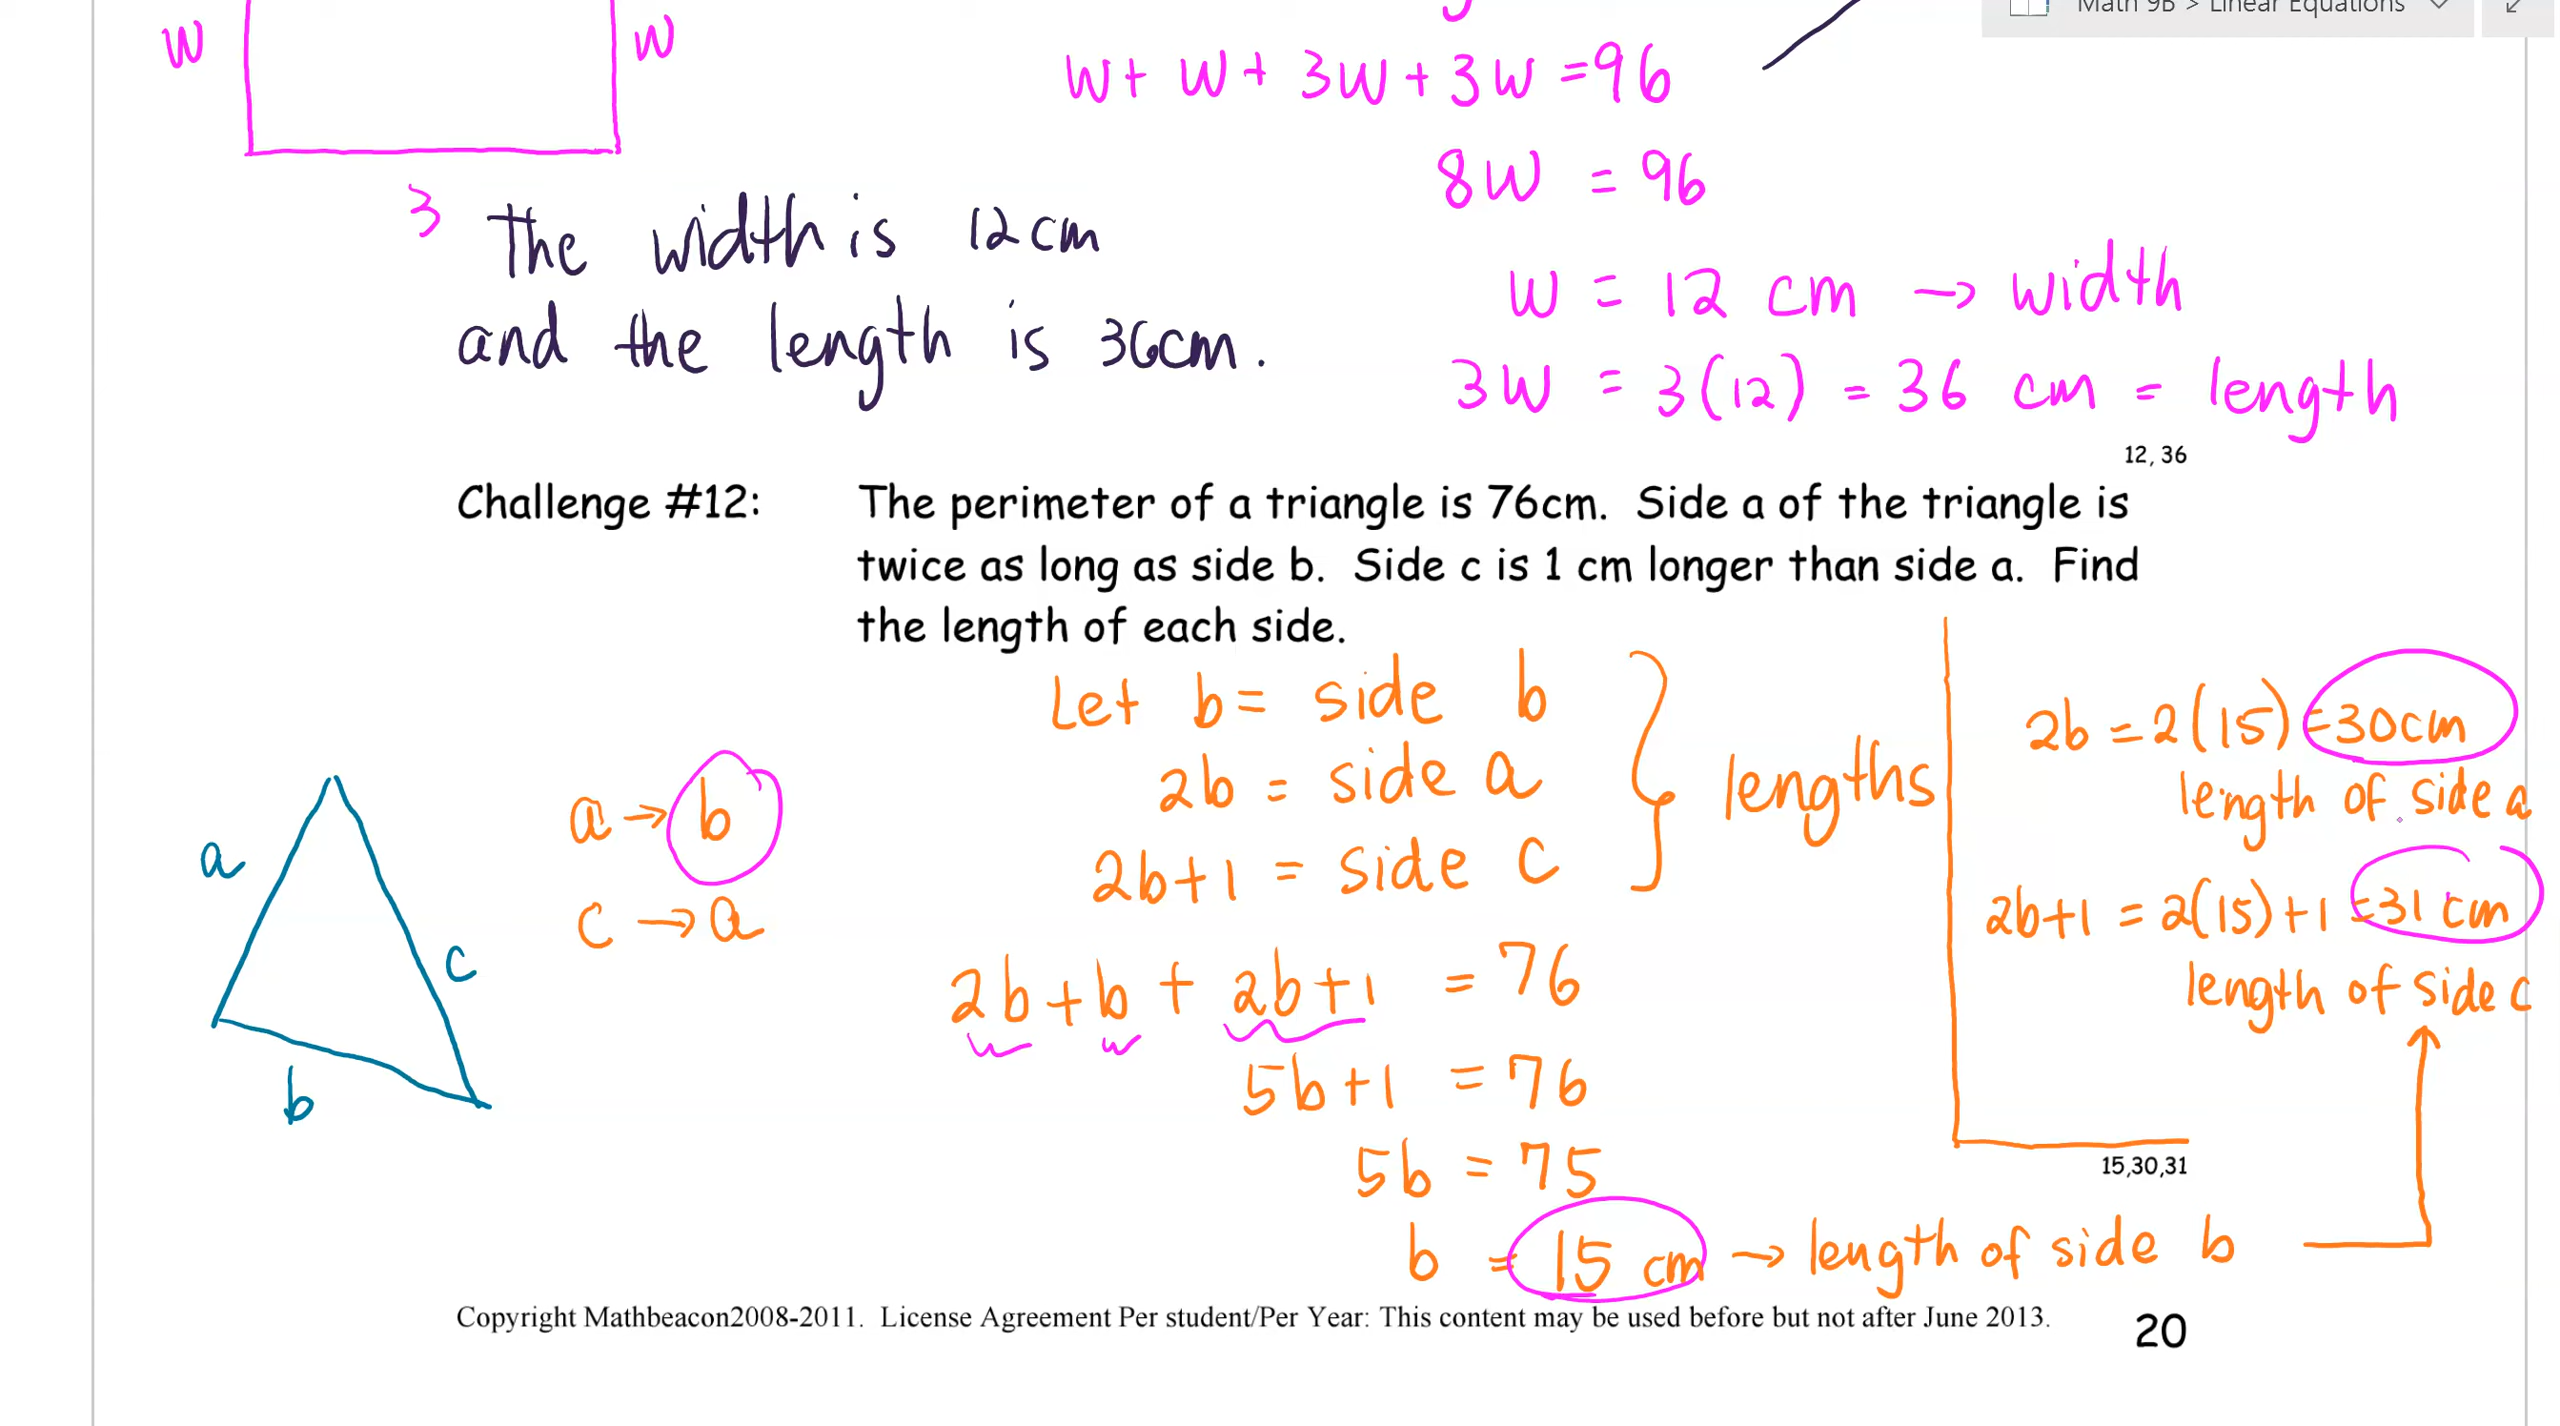 Math 9B > Linear Equations
w
w
w + w + 3w + 3w = 96
8w = 96
3
The width is 12cm
and the length is 36cm.
w = 12 cm → width
3w = 3(12) = 36 cm = length
12, 36
Challenge #12:
The perimeter of a triangle is 76cm. Side a of the triangle is
twice as long as side b. Side c is 1 cm longer than side a. Find
the length of each side.
Let b = side b
2b = side a
2b+1 = side c
lengths
a
c
b
a → b
c → a
2b + b + 2b+1 = 76
5b+1 = 76
5b = 75
b = 15 cm → length of side b
2b = 2(15) = 30cm
length of side a
2b+1 = 2(15)+1 = 31 cm
length of side c
15,30,31
Copyright Mathbeacon2008-2011. License Agreement Per student/Per Year: This content may be used before but not after June 2013.
20